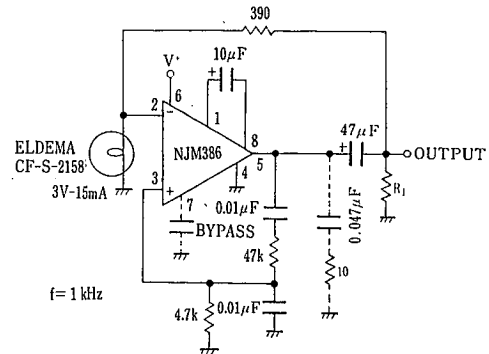 390
V+
10μF
+
6
2
-
1
ELDEMA
CF-S-2158
3V-15mA
NJM386
8
5
47μF
+
OUTPUT
3
+
4
7
BYPASS
0.01μF
0.047μF
R1
47k
10
f= 1 kHz
4.7k
0.01μF